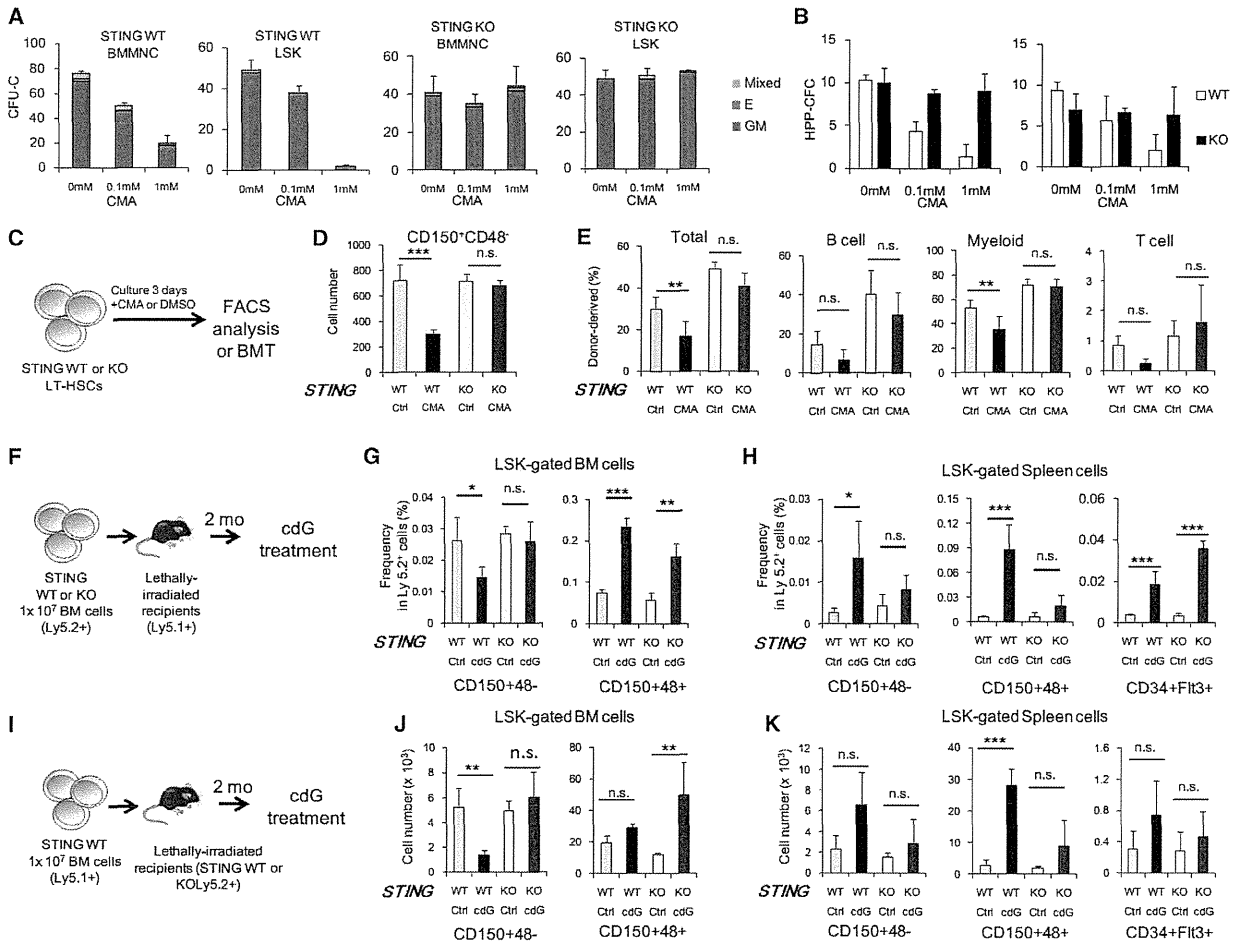 A
STING WT
BMMNC
STING WT
LSK
STING KO
BMMNC
STING KO
LSK
CFU-C
100
80
60
40
20
0
60
40
20
0
80
60
40
20
0
60
40
20
0
Mixed
E
GM
0mM 0.1mM 1mM
CMA
0mM 0.1mM 1mM
CMA
0mM 0.1mM 1mM
CMA
0mM 0.1mM 1mM
CMA
B
HPP-CFC
15
10
5
0
15
10
5
0
WT
KO
0mM 0.1mM 1mM
CMA
0mM 0.1mM 1mM
CMA
C
Culture 3 days
+CMA or DMSO
FACS
analysis
or BMT
STING WT or KO
LT-HSCs
D
CD150+CD48-
Cell number
1000
800
600
400
200
0
***
n.s.
STING
WT WT KO KO
Ctrl CMA Ctrl CMA
E
Total
B cell
Myeloid
T cell
Donor-derived (%)
60
40
20
0
**
n.s.
60
40
20
0
n.s.
n.s.
100
80
60
40
20
0
**
n.s.
4
3
2
1
0
n.s.
n.s.
STING
WT WT KO KO
Ctrl CMA Ctrl CMA
WT WT KO KO
Ctrl CMA Ctrl CMA
WT WT KO KO
Ctrl CMA Ctrl CMA
WT WT KO KO
Ctrl CMA Ctrl CMA
F
2 mo
cdG
treatment
STING
WT or KO
1x 10⁷ BM cells
(Ly5.2+)
Lethally-
irradiated
recipients
(Ly5.1+)
G
LSK-gated BM cells
Frequency
in Ly 5.2+ cells (%)
0.04
0.03
0.02
0.01
0
*
n.s.
0.3
0.2
0.1
0
***
**
STING
WT WT KO KO
Ctrl cdG Ctrl cdG
CD150+48-
WT WT KO KO
Ctrl cdG Ctrl cdG
CD150+48+
H
LSK-gated Spleen cells
Frequency
in Ly 5.2+ cells (%)
0.03
0.02
0.01
0
*
n.s.
0.15
0.12
0.09
0.06
0.03
0
***
n.s.
0.06
0.04
0.02
0
***
***
STING
WT WT KO KO
Ctrl cdG Ctrl cdG
CD150+48-
WT WT KO KO
Ctrl cdG Ctrl cdG
CD150+48+
WT WT KO KO
Ctrl cdG Ctrl cdG
CD34+Flt3+
I
2 mo
cdG
treatment
STING WT
1x 10⁷ BM cells
(Ly5.1+)
Lethally-irradiated
recipients (STING WT or
KOLy5.2+)
J
LSK-gated BM cells
Cell number (x 10³)
10
8
6
4
2
0
**
n.s.
80
60
40
20
0
n.s.
**
STING
WT WT KO KO
Ctrl cdG Ctrl cdG
CD150+48-
WT WT KO KO
Ctrl cdG Ctrl cdG
CD150+48+
K
LSK-gated Spleen cells
Cell number (x 10³)
12
10
8
6
4
2
0
n.s.
n.s.
40
30
20
10
0
***
n.s.
1.6
1.2
0.8
0.4
0
n.s.
n.s.
STING
WT WT KO KO
Ctrl cdG Ctrl cdG
CD150+48-
WT WT KO KO
Ctrl cdG Ctrl cdG
CD150+48+
WT WT KO KO
Ctrl cdG Ctrl cdG
CD34+Flt3+